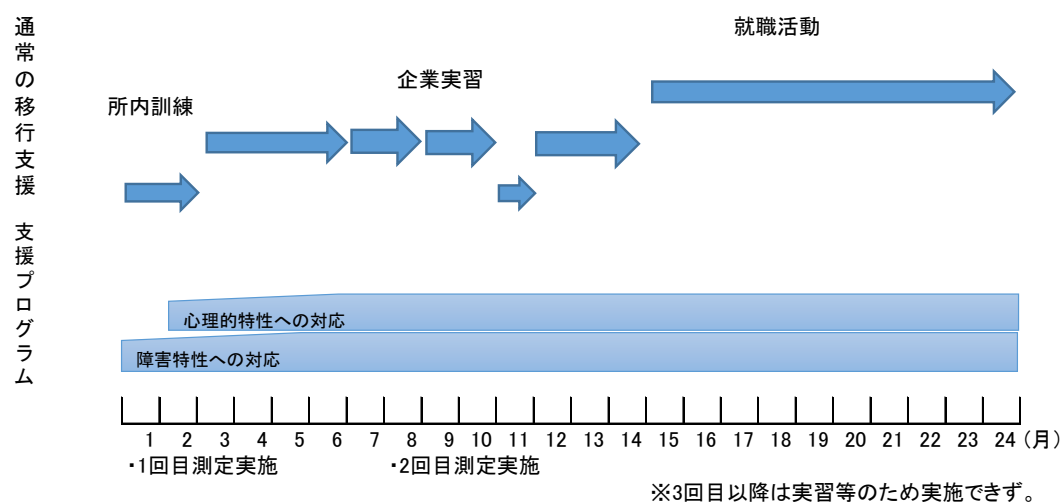 通常の移行支援 支援プログラム
就職活動
企業実習
所内訓練
心理的特性への対応
障害特性への対応
1 2 3 4 5 6 7 8 9 10 11 12 13 14 15 16 17 18 19 20 21 22 23 24 (月)
・1回目測定実施 ・2回目測定実施
※3回目以降は実習等のため実施できず。